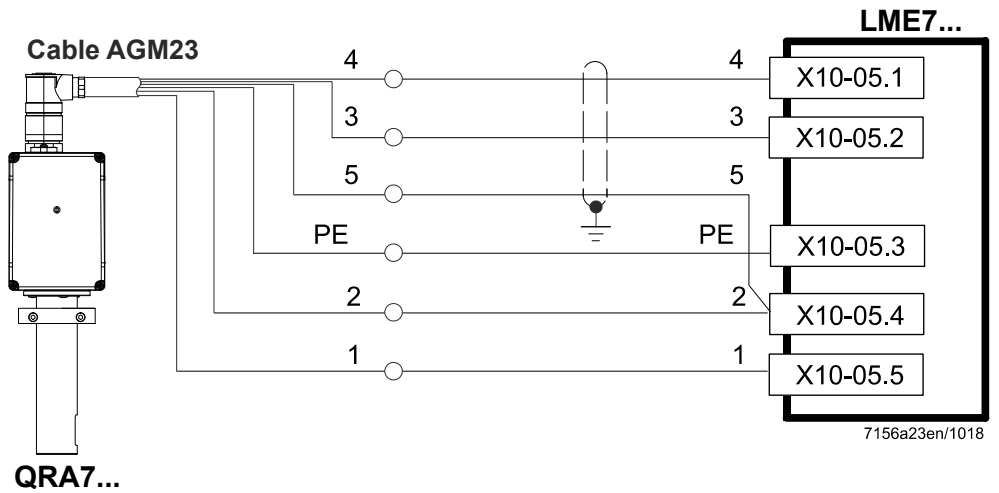 LME7...
Cable AGM23
4 4 X10-05.1
3 3 X10-05.2
5 5
PE PE X10-05.3
2 2 X10-05.4
1 1 X10-05.5
7156a23en/1018
QRA7...